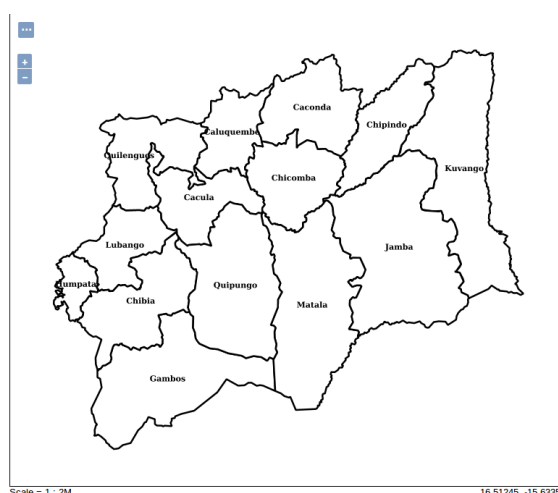 Caconda
Chipindo
Caluquembe
Quilengues
Kuvango
Chicomba
Cacula
Lubango
Jamba
Humpata
Quipungo
Chibia
Matala
Gambos
Scale = 1 : 2M
16.51245, -15.6335